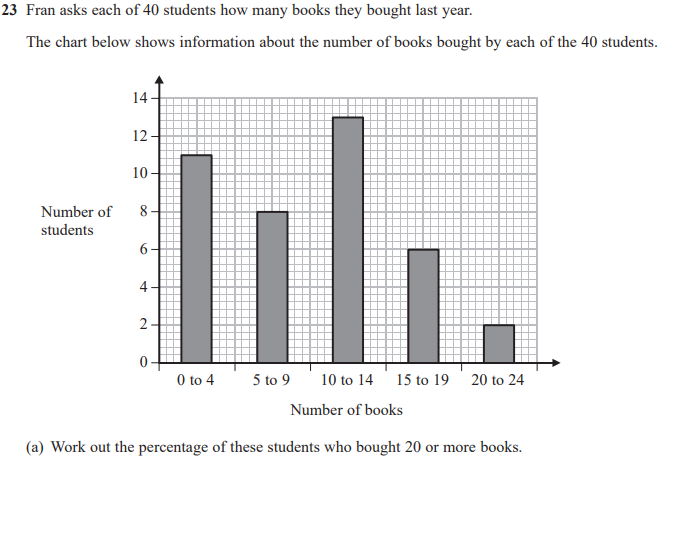 23 Fran asks each of 40 students how many books they bought last year.
The chart below shows information about the number of books bought by each of the 40 students.
14
12
10
8
6
4
2
0
Number of
students
0 to 4 5 to 9 10 to 14 15 to 19 20 to 24
Number of books
(a) Work out the percentage of these students who bought 20 or more books.